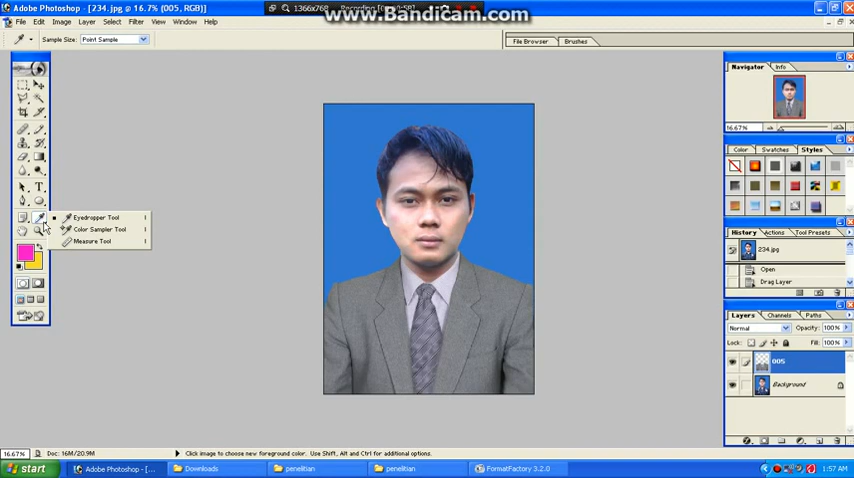 Adobe Photoshop - [234.jpg @ 16.7% (005, RGB)]
1366x768
www.Bandicam.com
File Edit Image Layer Select Filter View Window Help
Sample Size: Point Sample
File Browser
Brushes
Navigator Info
16.67%
Color Swatches Styles
Eyedropper Tool I
Color Sampler Tool I
Measure Tool I
History Actions Tool Presets
234.jpg
Open
Drag Layer
Layers Channels Paths
Normal Opacity: 100%
Lock: Fill: 100%
005
Background
16.67% Doc: 16M/20.9M Click image to choose new foreground color. Use Shift, Alt and Ctrl for additional options.
start Adobe Photoshop - [... Downloads penelitian penelitian FormatFactory 3.2.0 1:57 AM